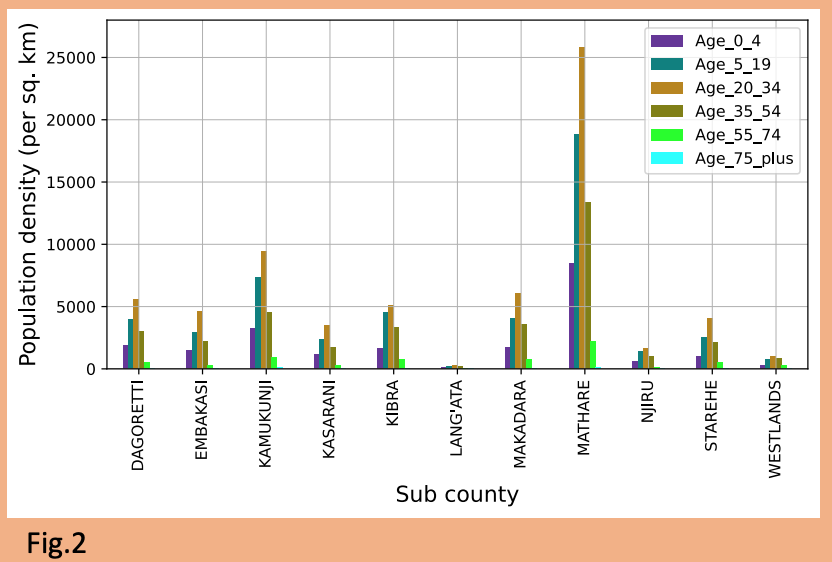 Population density (per sq. km)
25000
20000
15000
10000
5000
0
Age_0_4
Age_5_19
Age_20_34
Age_35_54
Age_55_74
Age_75_plus
DAGORETTI
EMBAKASI
KAMUKUNJI
KASARANI
KIBRA
LANG'ATA
MAKADARA
MATHARE
NJIRU
STAREHE
WESTLANDS
Sub county
Fig.2